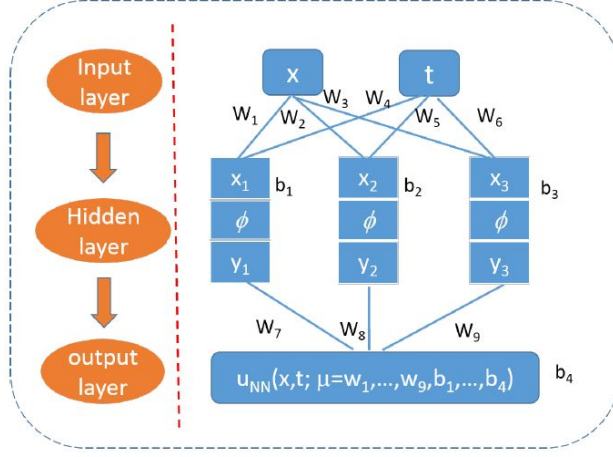 Input
layer
x
t
W1
W2
W3
W4
W5
W6
x1
b1
x2
b2
x3
b3
Hidden
layer
ϕ
ϕ
ϕ
y1
y2
y3
W7
W8
W9
output
layer
uNN(x,t; μ=w1,...,w9,b1,...,b4)
b4